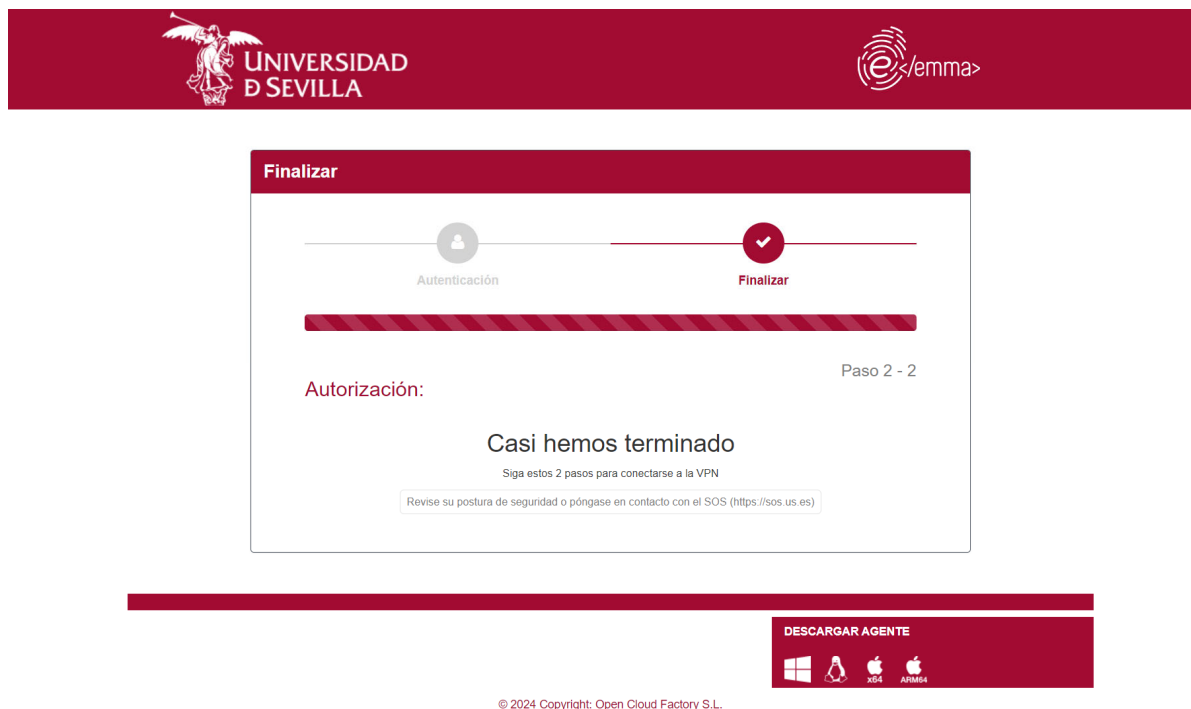 UNIVERSIDAD
Đ SEVILLA
e</emma>
Finalizar
Autenticación
Finalizar
Paso 2 - 2
Autorización:
Casi hemos terminado
Siga estos 2 pasos para conectarse a la VPN
Revise su postura de seguridad o póngase en contacto con el SOS (https://sos.us.es)
DESCARGAR AGENTE
x64
ARM64
© 2024 Copyright: Open Cloud Factory S.L.